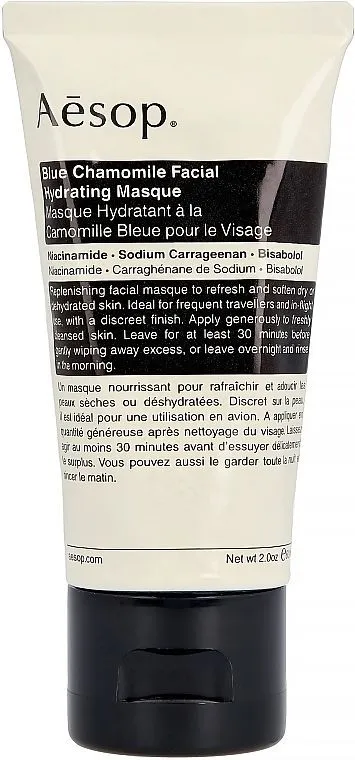 Aēsop®
Blue Chamomile Facial
Hydrating Masque
Masque Hydratant à la
Camomille Bleue pour le Visage
Niacinamide · Sodium Carrageenan · Bisabolol
Niacinamide · Carraghénane de Sodium · Bisabolol
Replenishing facial masque to refresh and soften dry or
dehydrated skin. Ideal for frequent travellers and in-flight
use, with a discreet finish. Apply generously to freshly
cleansed skin. Leave for at least 30 minutes before
gently wiping away excess, or leave overnight and rinse
in the morning.
Un masque nourrissant pour rafraîchir et adoucir les
peaux sèches ou déshydratées. Discret sur la peau,
il est idéal pour une utilisation en avion. A appliquer en
quantité généreuse après nettoyage du visage. Laisser
agir au moins 30 minutes avant d'essuyer délicatement
le surplus. Vous pouvez aussi le garder toute la nuit et
rincer le matin.
aesop.com Net wt 2.0oz e